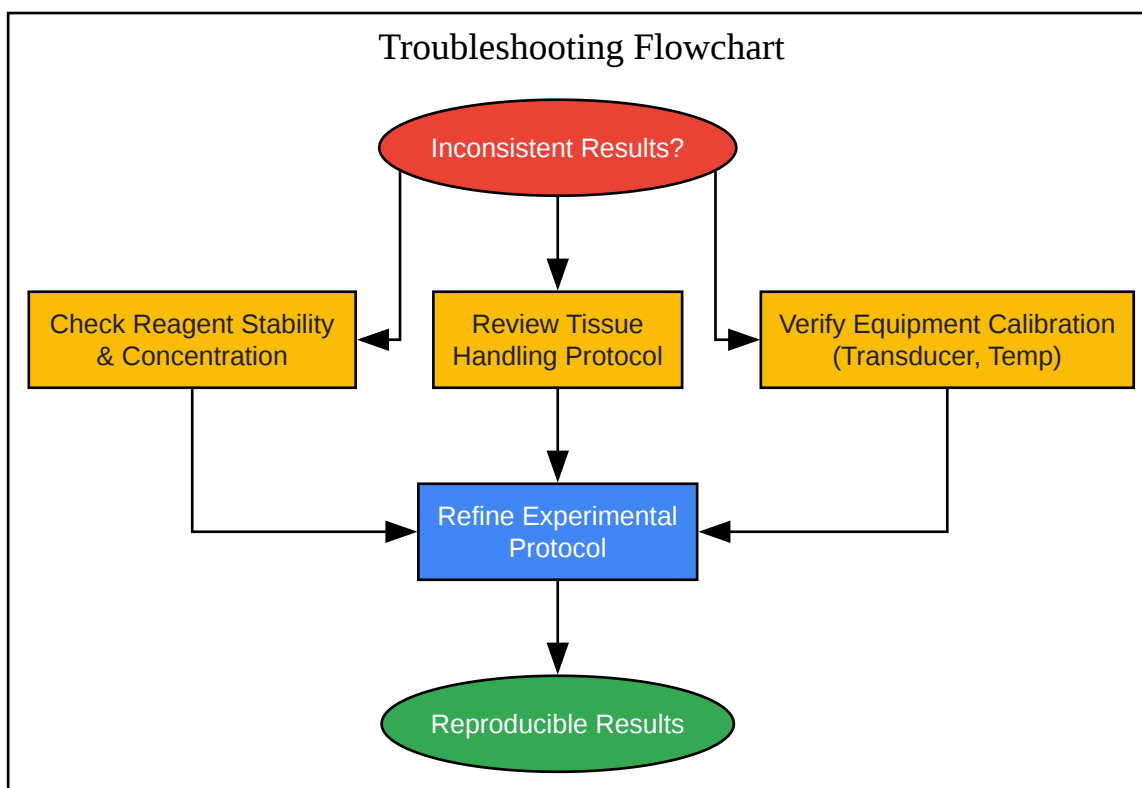 Troubleshooting Flowchart
Inconsistent Results?
Check Reagent Stability
& Concentration
Review Tissue
Handling Protocol
Verify Equipment Calibration
(Transducer, Temp)
Refine Experimental
Protocol
Reproducible Results